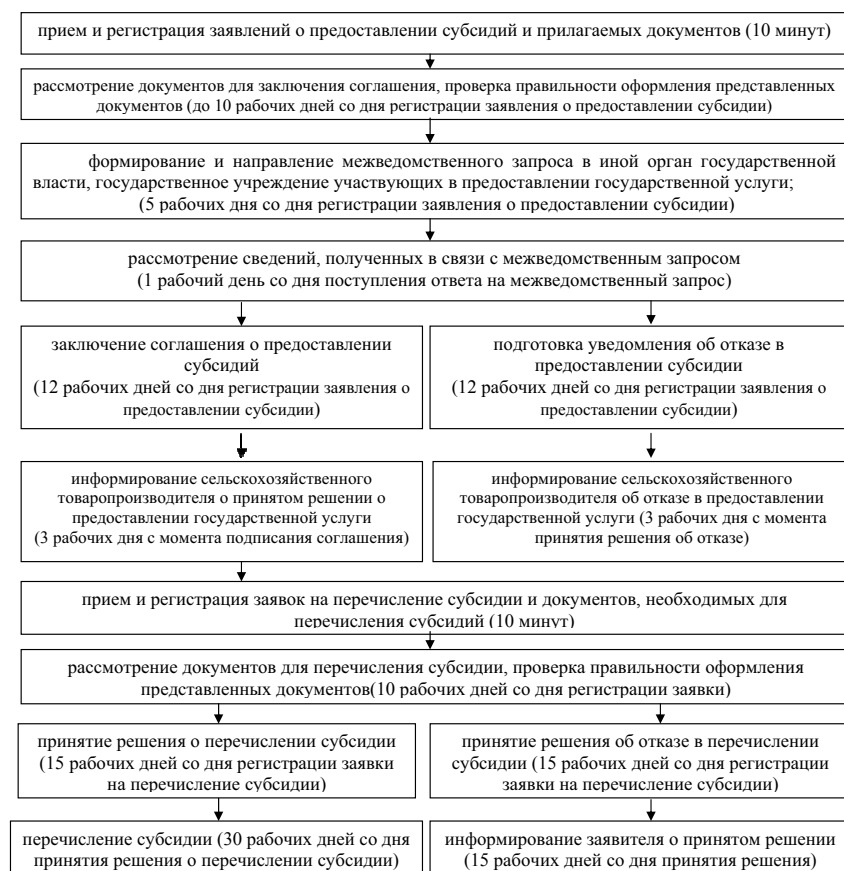 прием и регистрация заявлений о предоставлении субсидий и прилагаемых документов (10 минут)
рассмотрение документов для заключения соглашения, проверка правильности оформления представленных
документов (до 10 рабочих дней со дня регистрации заявления о предоставлении субсидии)
формирование и направление межведомственного запроса в иной орган государственной
власти, государственное учреждение участвующих в предоставлении государственной услуги;
(5 рабочих дня со дня регистрации заявления о предоставлении субсидии)
рассмотрение сведений, полученных в связи с межведомственным запросом
(1 рабочий день со дня поступления ответа на межведомственный запрос)
заключение соглашения о предоставлении
субсидий
(12 рабочих дней со дня регистрации заявления о
предоставлении субсидии)
подготовка уведомления об отказе в
предоставлении субсидии
(12 рабочих дней со дня регистрации заявления о
предоставлении субсидии)
информирование сельскохозяйственного
товаропроизводителя о принятом решении о
предоставлении государственной услуги
(3 рабочих дня с момента подписания соглашения)
информирование сельскохозяйственного
товаропроизводителя об отказе в предоставлении
государственной услуги (3 рабочих дня с момента
принятия решения об отказе)
прием и регистрация заявок на перечисление субсидии и документов, необходимых для
перечисления субсидий (10 минут)
рассмотрение документов для перечисления субсидии, проверка правильности оформления
представленных документов(10 рабочих дней со дня регистрации заявки)
принятие решения о перечислении субсидии
(15 рабочих дней со дня регистрации заявки
на перечисление субсидии)
принятие решения об отказе в перечислении
субсидии (15 рабочих дней со дня регистрации
заявки на перечисление субсидии)
перечисление субсидии (30 рабочих дней со дня
принятия решения о перечислении субсидии)
информирование заявителя о принятом решении
(15 рабочих дней со дня принятия решения)